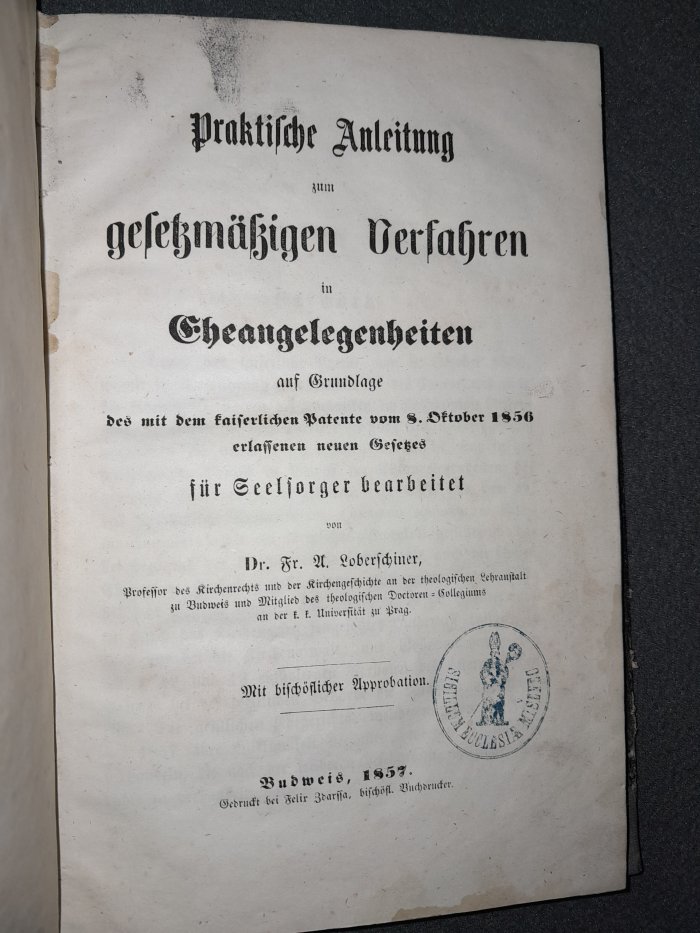 Praktische Anleitung
zum
gesetzmäßigen Verfahren
in
Eheangelegenheiten
auf Grundlage
des mit dem kaiserlichen Patente vom 8. Oktober 1856
erlassenen neuen Gesetzes
für Seelsorger bearbeitet
von
Dr. Fr. A. Loberschiner,
Professor des Kirchenrechts und der Kirchengeschichte an der theologischen Lehranstalt
zu Budweis und Mitglied des theologischen Doctoren-Collegiums
an der k. k. Universität zu Prag.
Mit bischöflicher Approbation.
ECCLESIÆ
Budweis, 1857.
Gedruckt bei Felix Zdarssa, bischöfl. Buchdrucker.